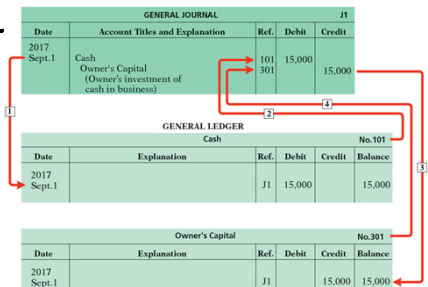 GENERAL JOURNAL J1
Date Account Titles and Explanation Ref. Debit Credit
2017
Sept.1 Cash 101 15,000
Owner's Capital 301 15,000
(Owner's investment of
cash in business)
1
4
2
GENERAL LEDGER
Cash No.101
3
Date Explanation Ref. Debit Credit Balance
2017
Sept.1 J1 15,000 15,000
Owner's Capital No.301
Date Explanation Ref. Debit Credit Balance
2017
Sept.1 J1 15,000 15,000